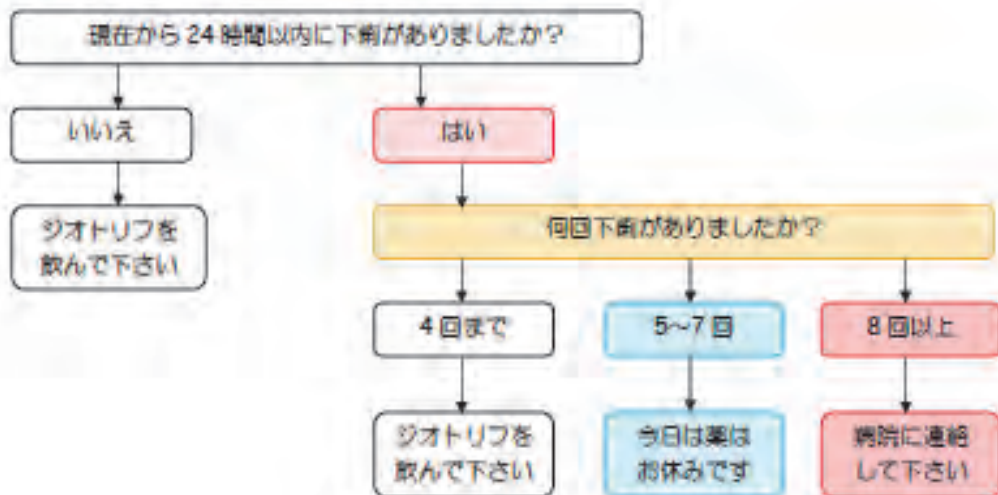 現在から24時間以内に下痢がありましたか？
いいえ
はい
ジオトリフを
飲んで下さい
何回下痢がありましたか？
4回まで
5～7回
8回以上
ジオトリフを
飲んで下さい
今日は薬は
お休みです
病院に連絡
して下さい